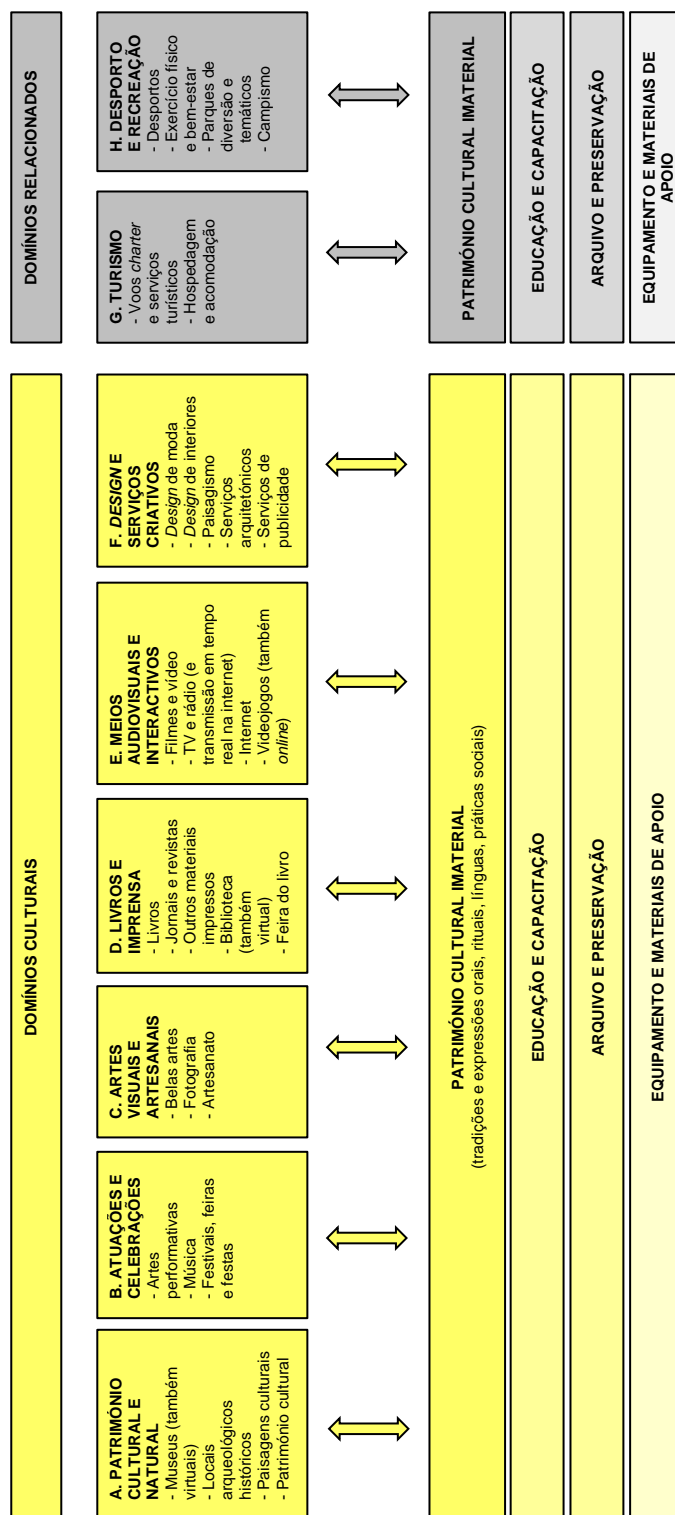 DOMÍNIOS CULTURAIS
DOMÍNIOS RELACIONADOS
A. PATRIMÓNIO
CULTURAL E
NATURAL
- Museus (também
virtuais)
- Locais
arqueológicos
históricos
- Paisagens culturais
- Património cultural
B. ATUAÇÕES E
CELEBRAÇÕES
- Artes
performativas
- Música
- Festivais, feiras
e festas
C. ARTES
VISUAIS E
ARTESANAIS
- Belas artes
- Fotografia
- Artesanato
D. LIVROS E
IMPRENSA
- Livros
- Jornais e revistas
- Outros materiais
impressos
- Biblioteca
(também
virtual)
- Feira do livro
E. MEIOS
AUDIOVISUAIS E
INTERACTIVOS
- Filmes e vídeo
- TV e rádio (e
transmissão em tempo
real na internet)
- Internet
- Videojogos (também
online)
F. DESIGN E
SERVIÇOS
CRIATIVOS
- Design de moda
- Design de interiores
- Paisagismo
- Serviços
arquitetónicos
- Serviços de
publicidade
G. TURISMO
- Voos charter
e serviços
turísticos
- Hospedagem
e acomodação
H. DESPORTO
E RECREAÇÃO
- Desportos
- Exercício físico
e bem-estar
- Parques de
diversão e
temáticos
- Campismo
PATRIMÓNIO CULTURAL IMATERIAL
(tradições e expressões orais, rituais, línguas, práticas sociais)
PATRIMÓNIO CULTURAL IMATERIAL
EDUCAÇÃO E CAPACITAÇÃO
EDUCAÇÃO E CAPACITAÇÃO
ARQUIVO E PRESERVAÇÃO
ARQUIVO E PRESERVAÇÃO
EQUIPAMENTO E MATERIAIS DE APOIO
EQUIPAMENTO E MATERIAIS DE
APOIO